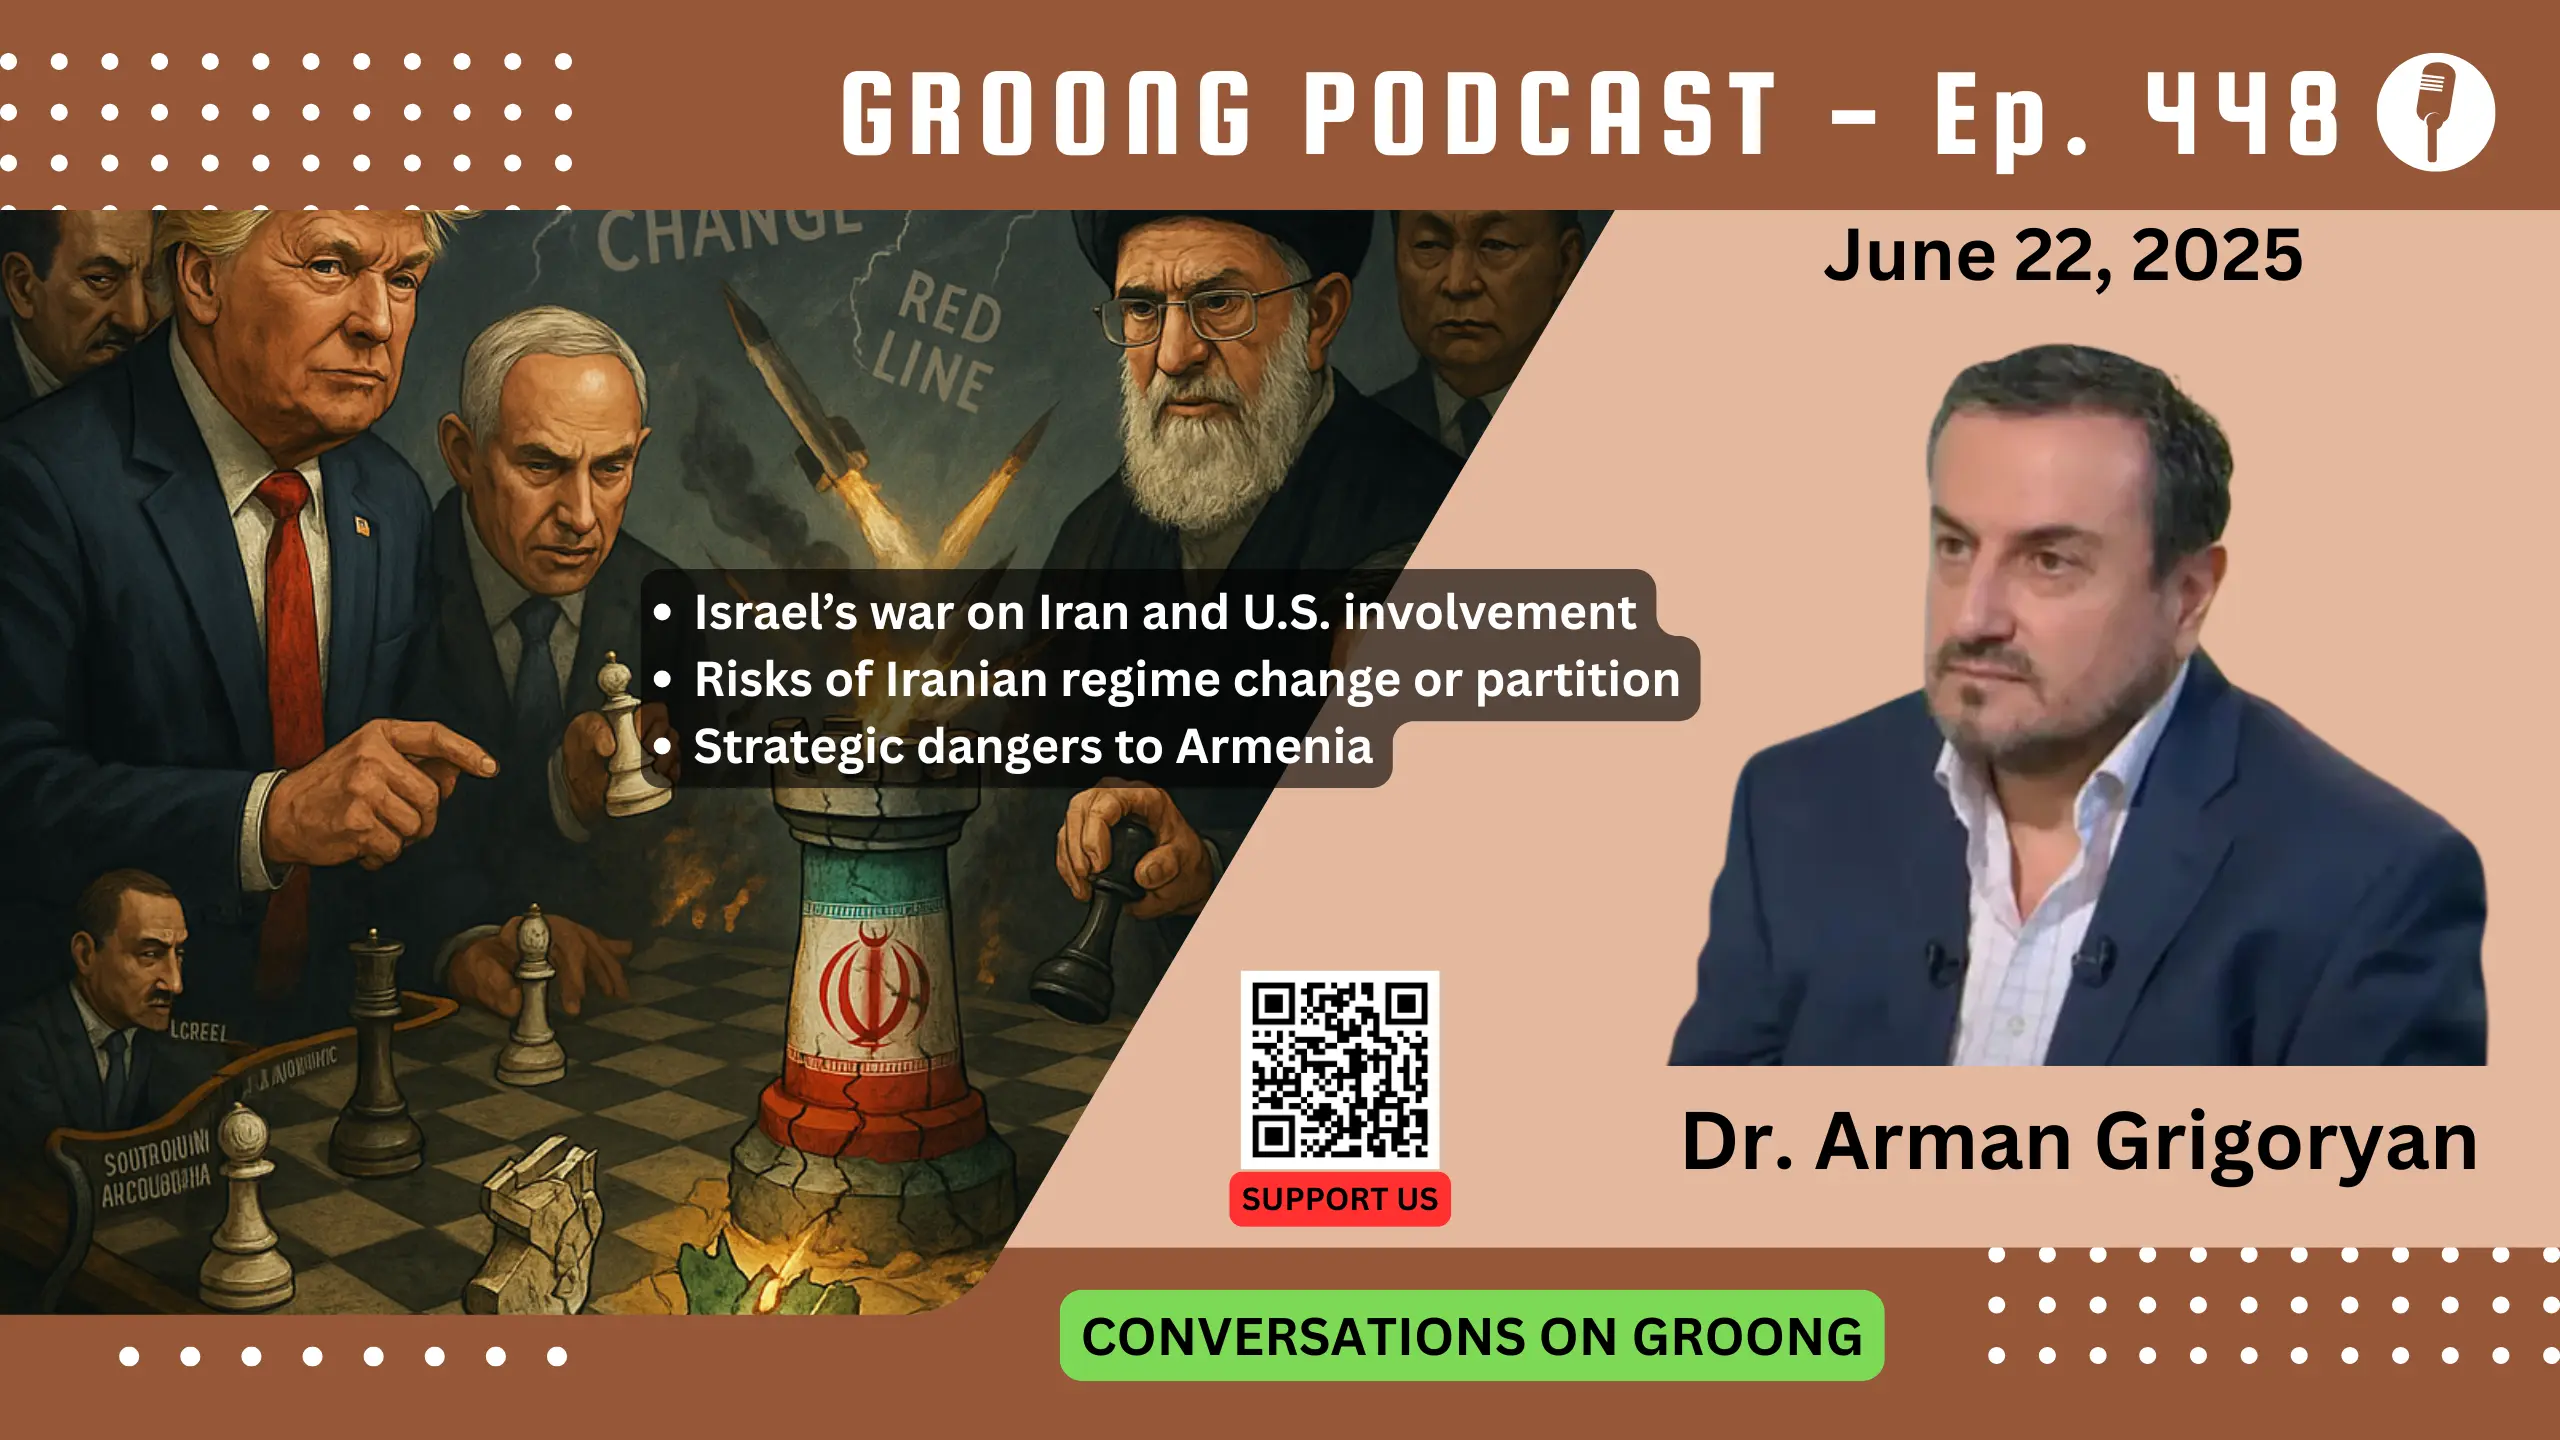 GROONG PODCAST - Ep. 448
June 22, 2025
CHANGE
RED
LINE
• Israel's war on Iran and U.S. involvement
• Risks of Iranian regime change or partition
• Strategic dangers to Armenia
LCREEL
SUPPORT US
Dr. Arman Grigoryan
CONVERSATIONS ON GROONG